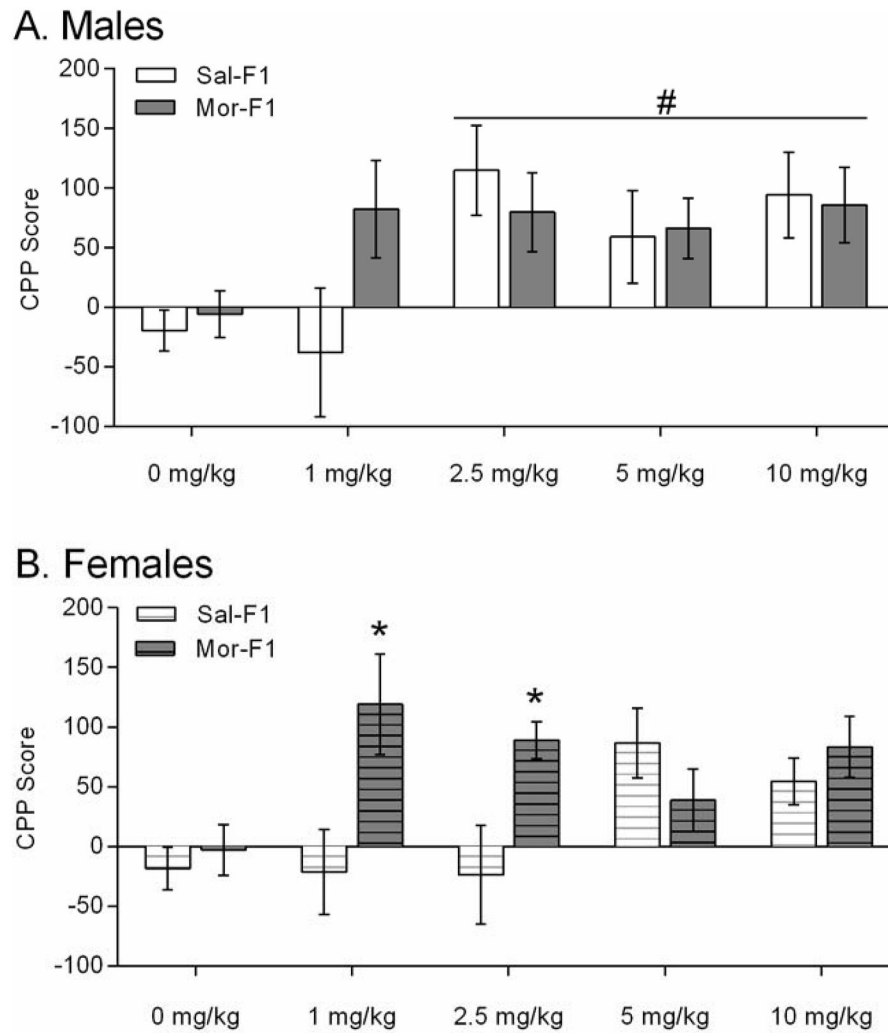 A. Males
200
150
100
50
0
-50
-100
CPP Score
Sal-F1
Mor-F1
#
0 mg/kg 1 mg/kg 2.5 mg/kg 5 mg/kg 10 mg/kg
B. Females
200
150
100
50
0
-50
-100
CPP Score
Sal-F1
Mor-F1
*
*
0 mg/kg 1 mg/kg 2.5 mg/kg 5 mg/kg 10 mg/kg